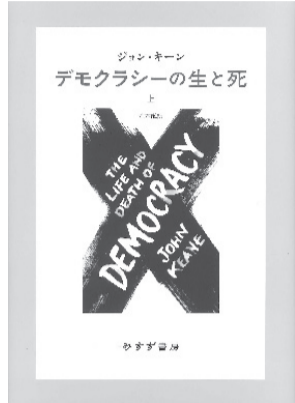 ジョン・キーン
デモクラシーの生と死
上
THE
LIFE AND
DEATH OF
DEMOCRACY
JOHN
KEANE
みすず書房